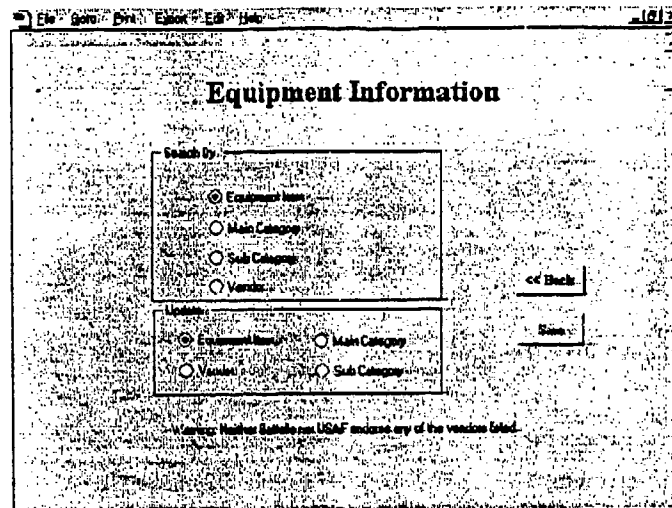 File Goto Print Export Edit Help
Equipment Information
Search By
Equipment Item
Main Category
Sub Category
Vendor
<< Back
Update
Equipment Item Main Category
Save
Vendor Sub Category
Warning: Neither Battelle nor USAF endorse any of the vendors listed.